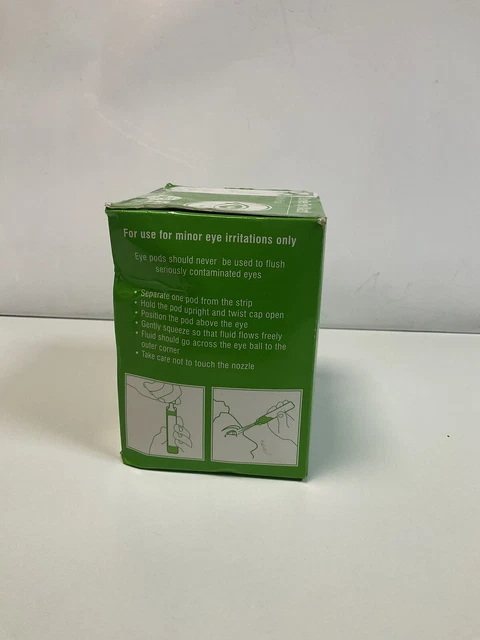 For use for minor eye irritations only
Eye pods should never be used to flush
seriously contaminated eyes
• Separate one pod from the strip
• Hold the pod upright and twist cap open
• Position the pod above the eye
• Gently squeeze so that fluid flows freely
• Fluid should go across the eye ball to the
outer corner
• Take care not to touch the nozzle